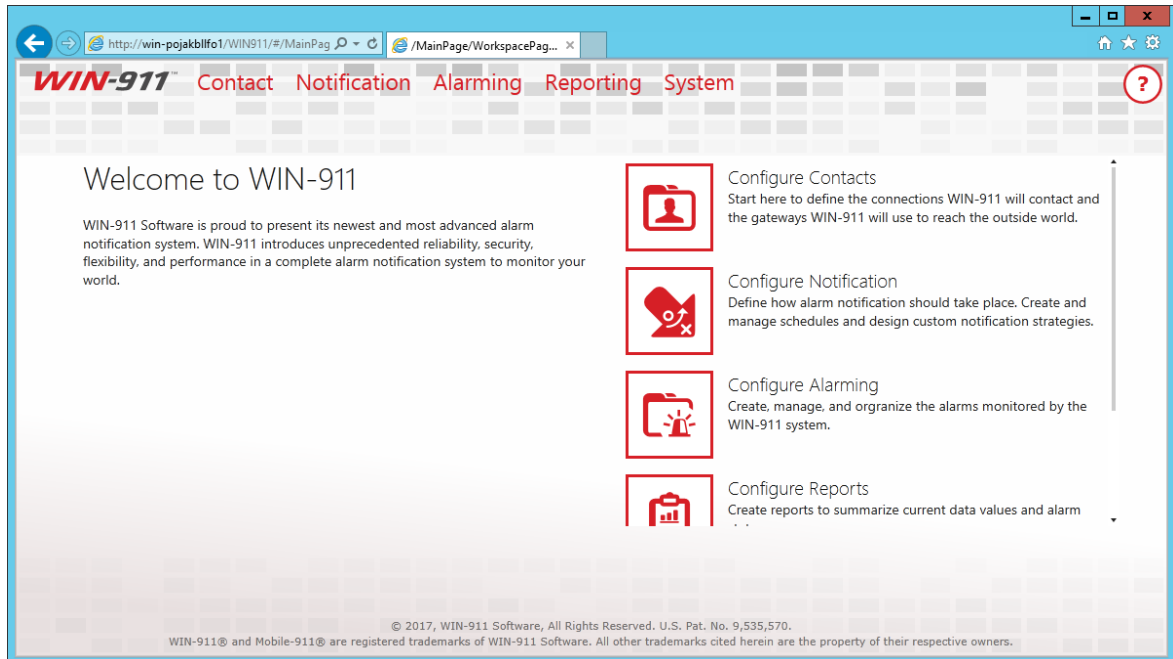 http://win-pojakbllfo1/WIN911/#/MainPag
/MainPage/WorkspacePag...
WIN-911™ Contact Notification Alarming Reporting System ?
Welcome to WIN-911
WIN-911 Software is proud to present its newest and most advanced alarm
notification system. WIN-911 introduces unprecedented reliability, security,
flexibility, and performance in a complete alarm notification system to monitor your
world.
Configure Contacts
Start here to define the connections WIN-911 will contact and
the gateways WIN-911 will use to reach the outside world.
Configure Notification
Define how alarm notification should take place. Create and
manage schedules and design custom notification strategies.
Configure Alarming
Create, manage, and orgranize the alarms monitored by the
WIN-911 system.
Configure Reports
Create reports to summarize current data values and alarm
© 2017, WIN-911 Software, All Rights Reserved. U.S. Pat. No. 9,535,570.
WIN-911® and Mobile-911® are registered trademarks of WIN-911 Software. All other trademarks cited herein are the property of their respective owners.